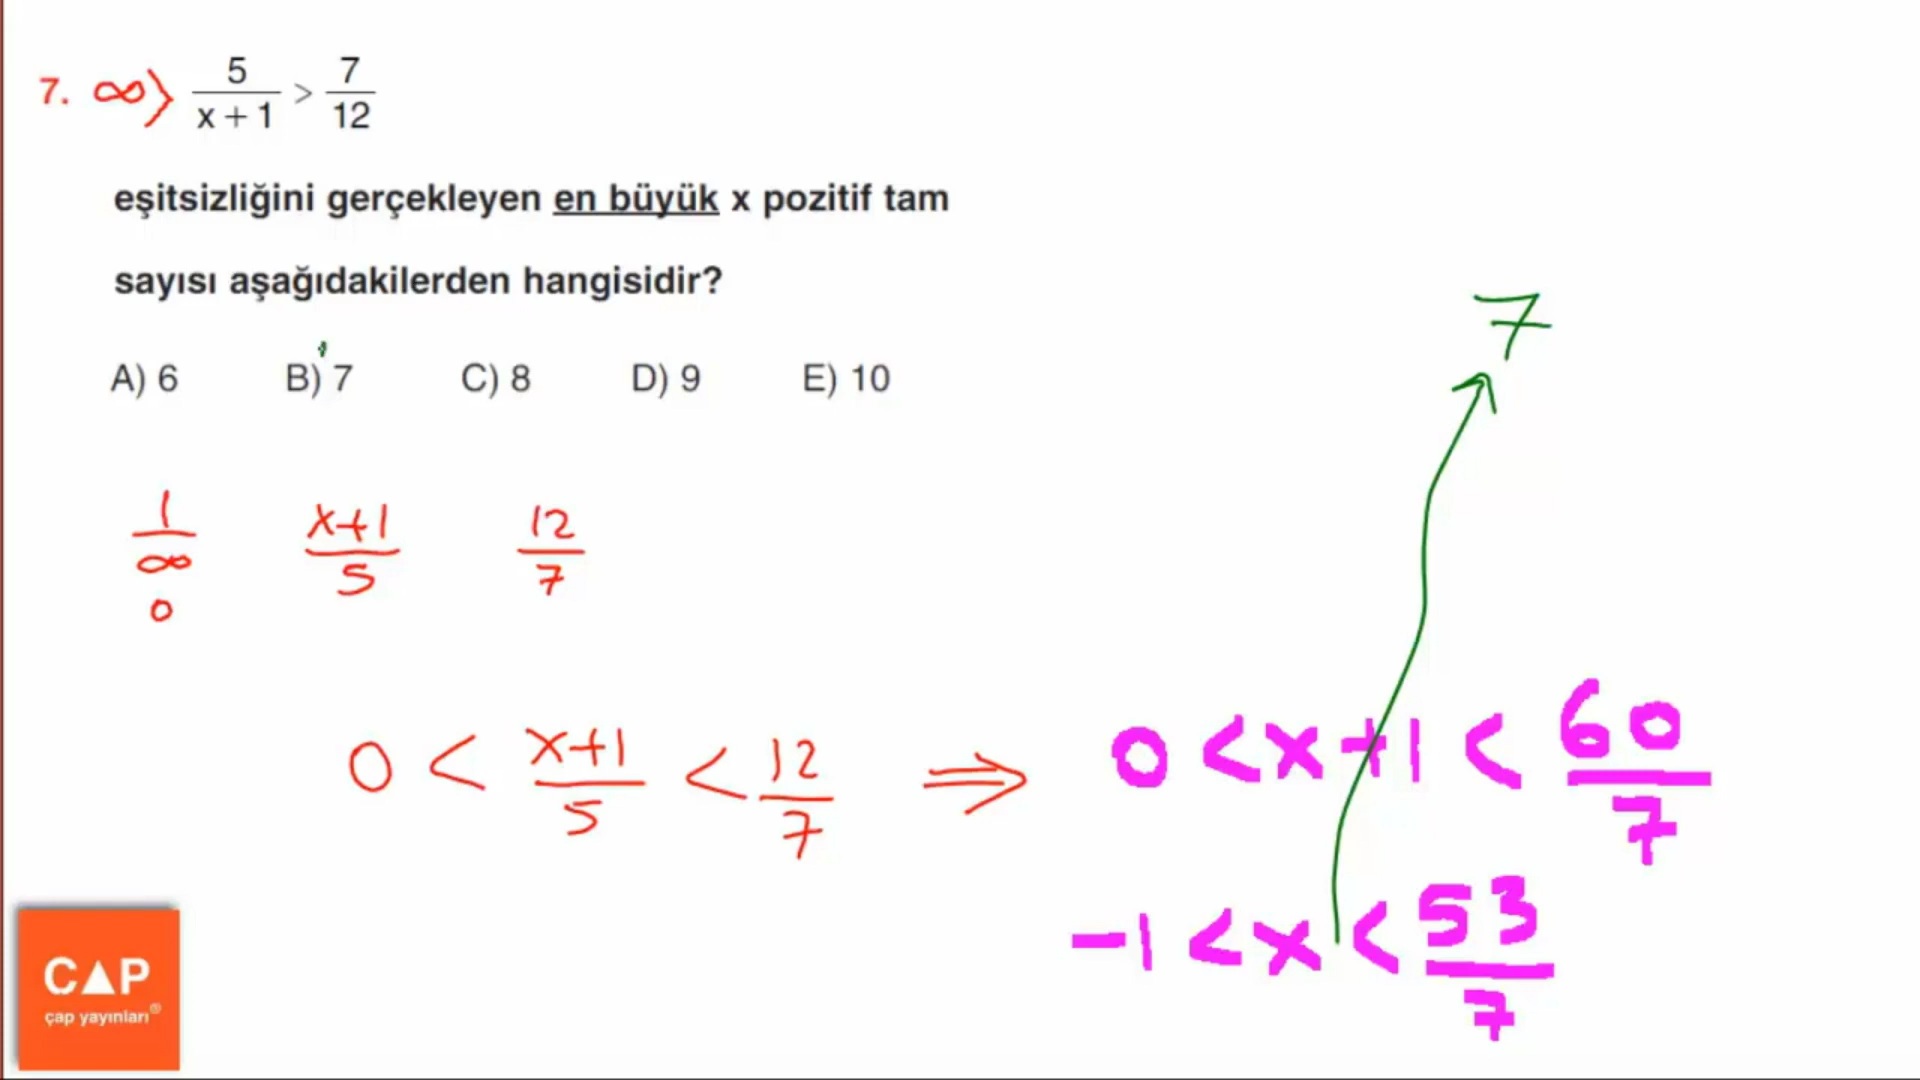 7. ∞> 5/(x + 1) > 7/12
eşitsizliğini gerçekleyen en büyük x pozitif tam
sayısı aşağıdakilerden hangisidir?
A) 6 B) 7 C) 8 D) 9 E) 10
7
1/∞ x+1/5 12/7
0
0 < x+1/5 < 12/7 ⇒ 0 < x+1 < 60/7
-1 < x < 53/7
CAP
çap yayınları®